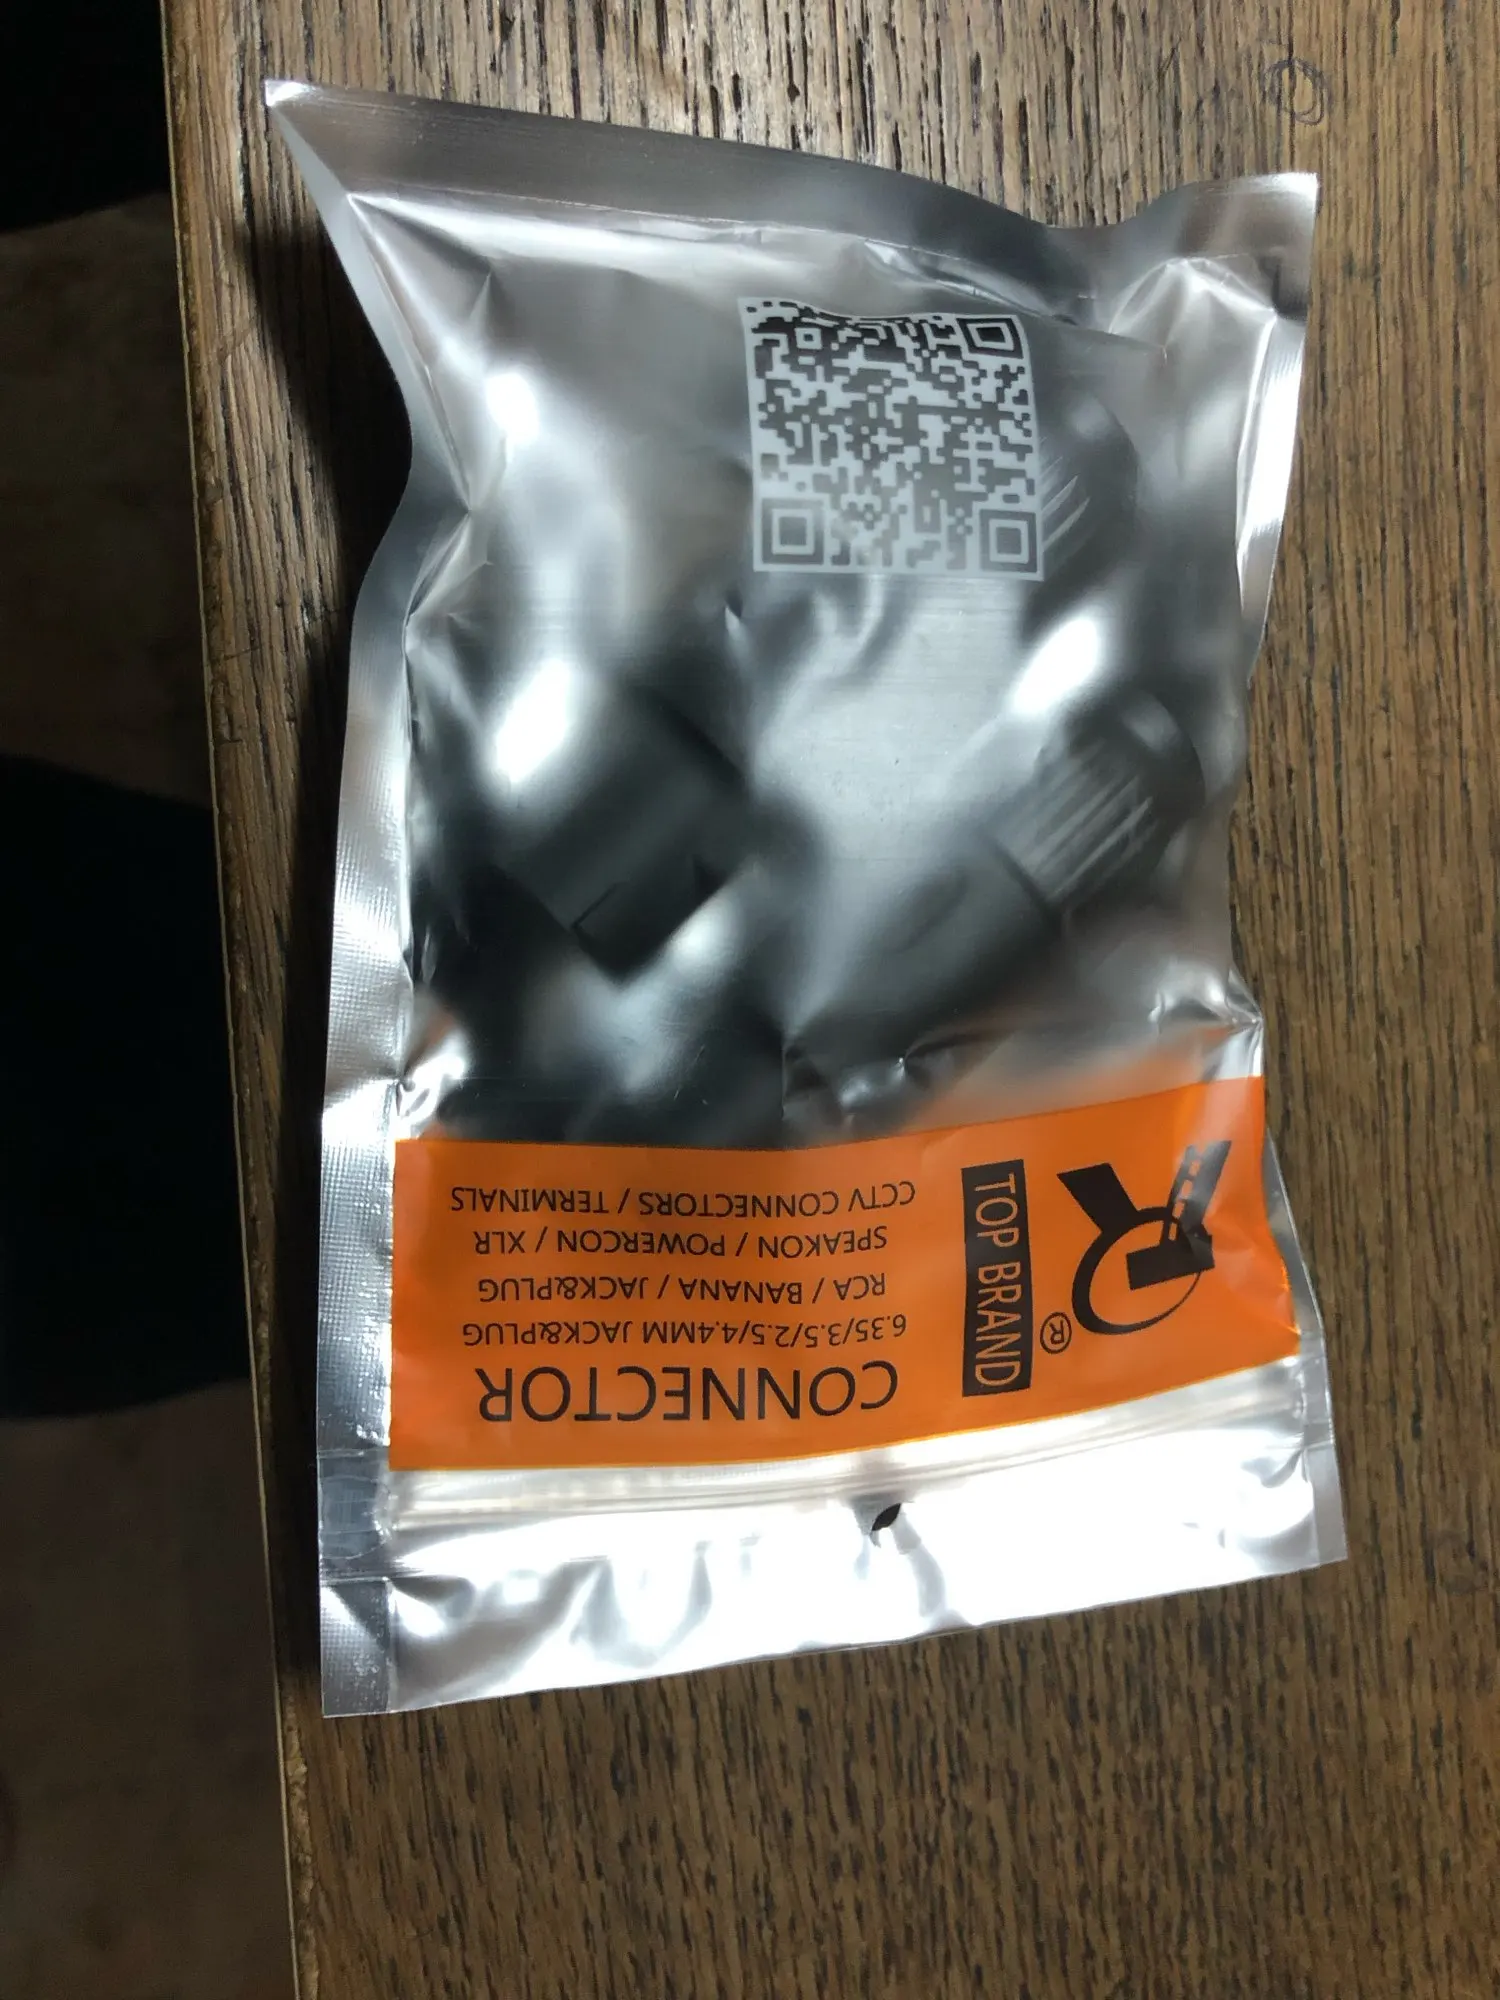 CONNECTOR
6.35/3.5/2.5/4.4MM JACK&PLUG
RCA / BANANA / JACK&PLUG
SPEAKON / POWERCON / XLR
CCTV CONNECTORS / TERMINALS
R®
TOP BRAND